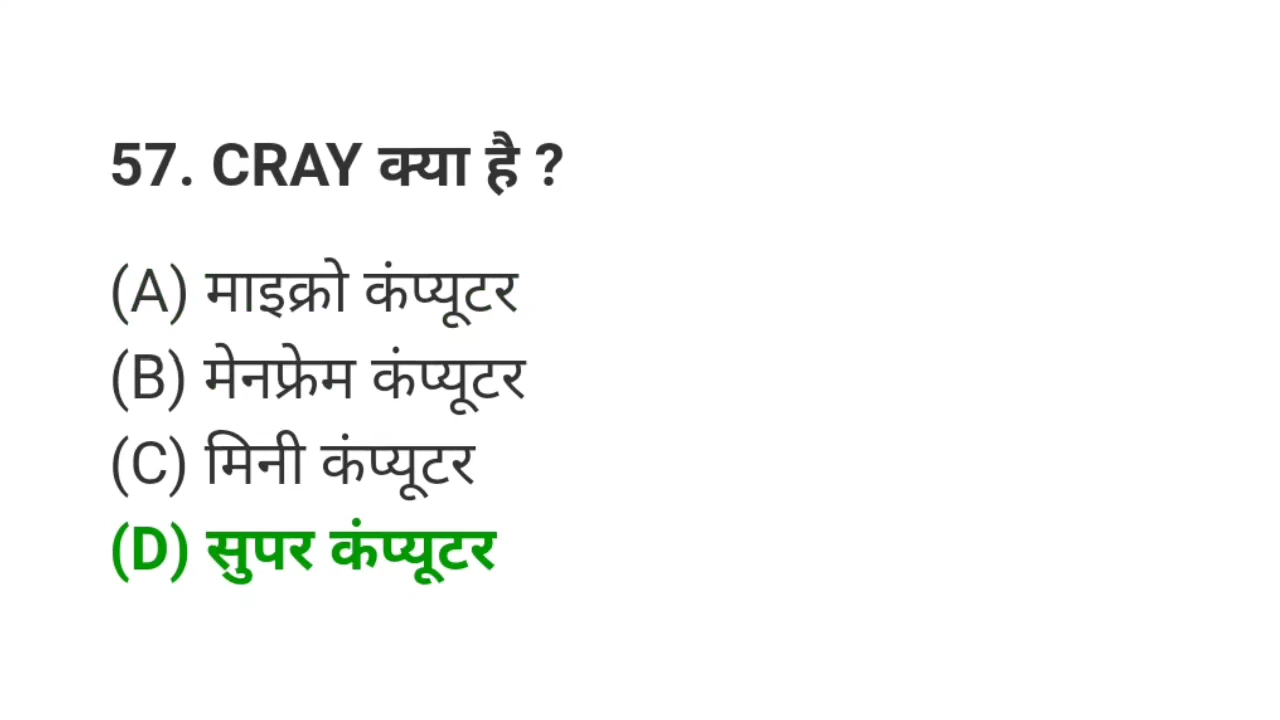 57. CRAY क्या है ?
(A) माइक्रो कंप्यूटर
(B) मेनफ्रेम कंप्यूटर
(C) मिनी कंप्यूटर
(D) सुपर कंप्यूटर